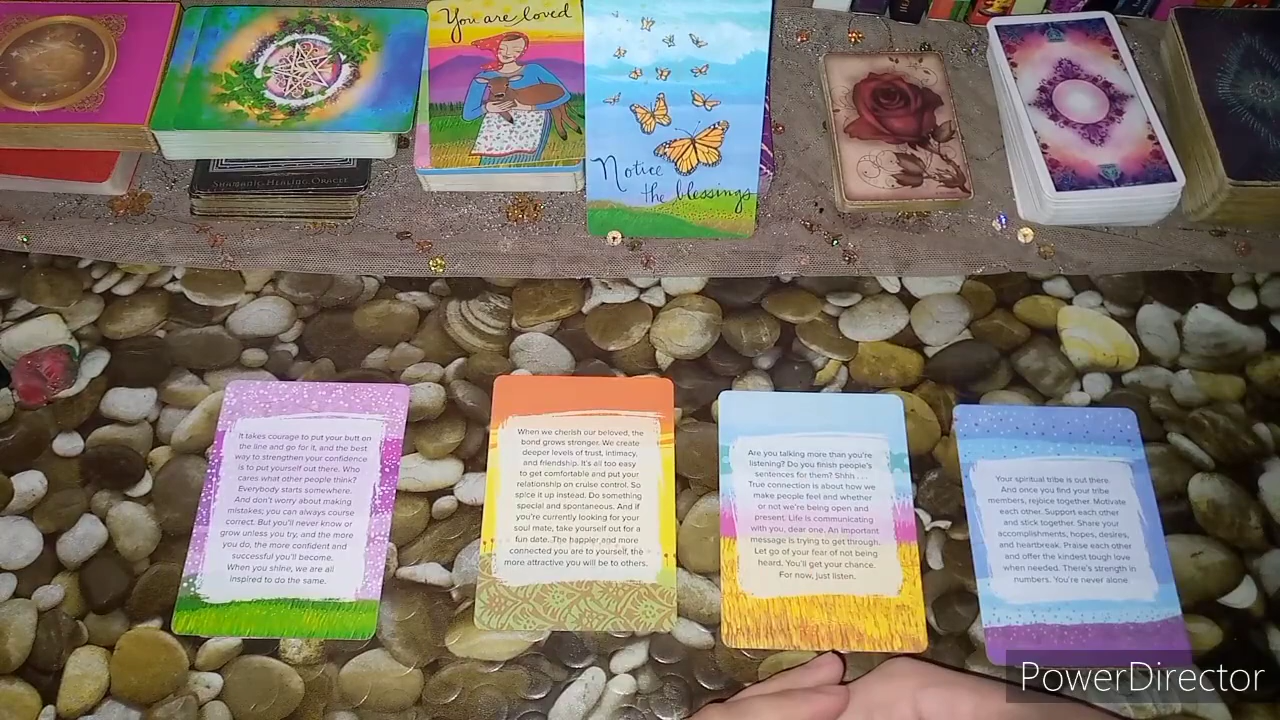 You are loved
Notice
the blessings
SHAMANIC HEALING ORACLE
It takes courage to put your butt on
the line and go for it, and the best
way to strengthen your confidence
is to put yourself out there. Who
cares what other people think?
Everybody starts somewhere.
And don't worry about making
mistakes; you can always course
correct. But you'll never know or
grow unless you try, and the more
you do, the more confident and
successful you'll become.
When you shine, we are all
inspired to do the same.
When we cherish our beloved, the
bond grows stronger. We create
deeper levels of trust, intimacy,
and friendship. It's all too easy
to get comfortable and put your
relationship on cruise control. So
spice it up instead. Do something
special and spontaneous. And if
you're currently looking for your
soul mate, take yourself out for a
fun date. The happier and more
connected you are to yourself, the
more attractive you will be to others.
Are you talking more than you're
listening? Do you finish people's
sentences for them? Shhh . . .
True connection is about how we
make people feel and whether
or not we're being open and
present. Life is communicating
with you, dear one. An important
message is trying to get through.
Let go of your fear of not being
heard. You'll get your chance.
For now, just listen.
Your spiritual tribe is out there.
And once you find your tribe
members, rejoice together. Motivate
each other. Support each other
and stick together. Share your
accomplishments, hopes, desires,
and heartbreak. Praise each other
and offer the kindest tough love
when needed. There's strength in
numbers. You're never alone.
PowerDirector